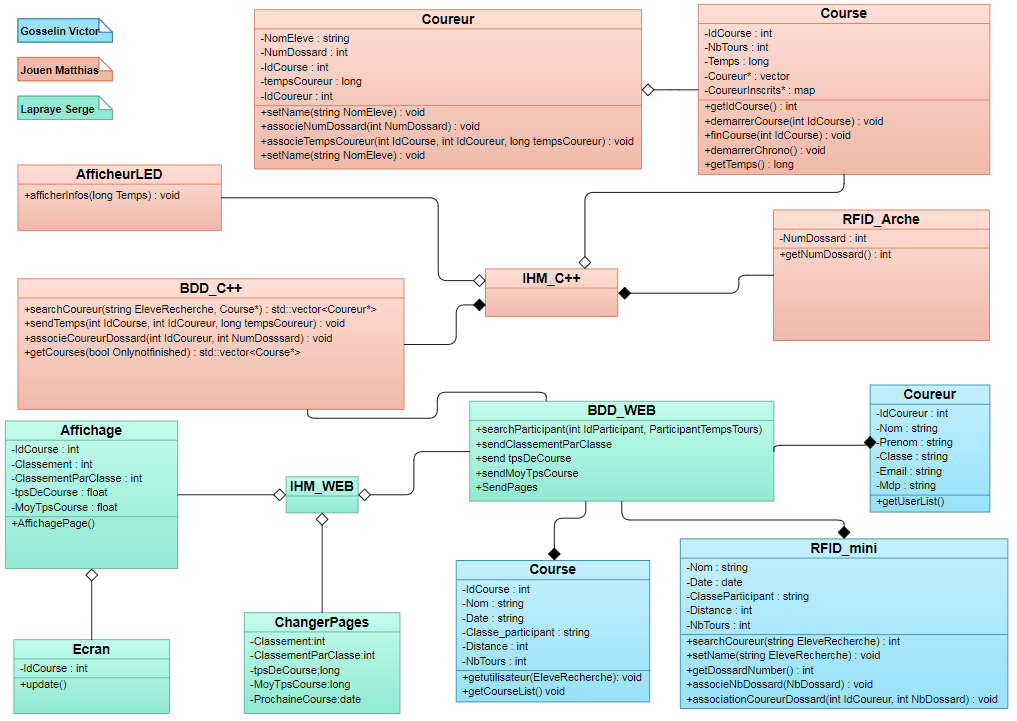 Gosselin Victor
Jouen Matthias
Lapraye Serge
Coureur
-NomEleve : string
-NumDossard : int
-IdCourse : int
-tempsCoureur : long
-IdCoureur : int
+setName(string NomEleve) : void
+associeNumDossard(int NumDossard) : void
+associeTempsCoureur(int IdCourse, int IdCoureur, long tempsCoureur) : void
+setName(string NomEleve) : void
Course
-IdCourse : int
-NbTours : int
-Temps : long
-Coureur* : vector
-CoureurInscrits* : map
+getIdCourse() : int
+demarrerCourse(int IdCourse) : void
+finCourse(int IdCourse) : void
+demarrerChrono() : void
+getTemps() : long
AfficheurLED
+afficherInfos(long Temps) : void
RFID_Arche
-NumDossard : int
+getNumDossard() : int
IHM_C++
BDD_C++
+searchCoureur(string EleveRecherche, Course*) : std::vector<Coureur*>
+sendTemps(int IdCourse, int IdCoureur, long tempsCoureur) : void
+associeCoureurDossard(int IdCoureur, int NumDosssard) : void
+getCourses(bool Onlynotfinished) : std::vector<Course*>
Affichage
-IdCourse : int
-Classement : int
-ClassementParClasse : int
-tpsDeCourse : float
-MoyTpsCourse : float
+AffichagePage()
IHM_WEB
BDD_WEB
+searchParticipant(int IdParticipant, ParticipantTempsTours)
+sendClassementParClasse
+send tpsDeCourse
+sendMoyTpsCourse
+SendPages
Coureur
-IdCoureur : int
-Nom : string
-Prenom : string
-Classe : string
-Email : string
-Mdp : string
+getUserList()
Ecran
-IdCourse : int
+update()
ChangerPages
-Classement:int
-ClassementParClasse:int
-tpsDeCourse;long
-MoyTpsCourse:long
-ProchaineCourse:date
Course
-IdCourse : int
-Nom : string
-Date : string
-Classe_participant : string
-Distance : int
-NbTours : int
+getutilisateur(EleveRecherche): void
+getCourseList() void
RFID_mini
-Nom : string
-Date : date
-ClasseParticipant : string
-Distance : int
-NbTours : int
+searchCoureur(string EleveRecherche) : int
+setName(string EleveRecherche) : void
+getDossardNumber() : int
+associeNbDossard(NbDossard) : void
+associationCoureurDossard(int IdCoureur, int NbDossard) : void